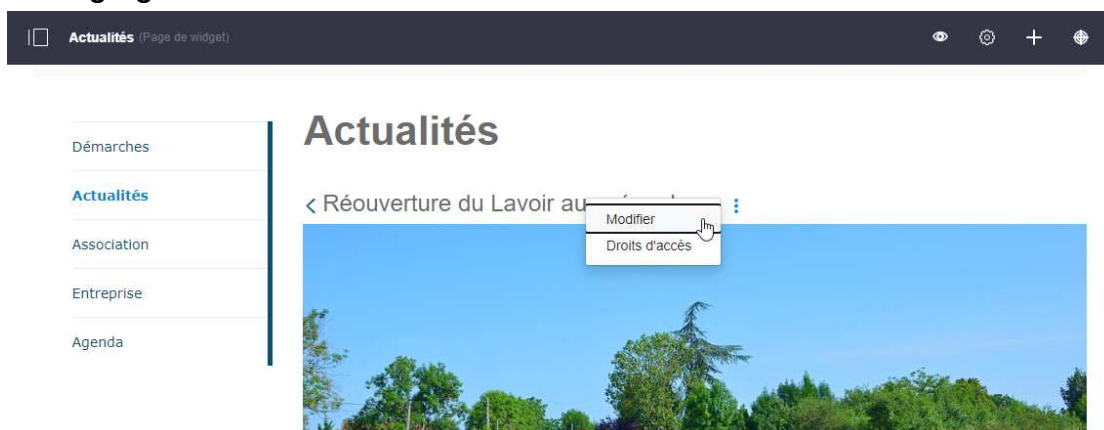 Actualités (Page de widget)
Démarches
Actualités
Association
Entreprise
Agenda
Actualités
Réouverture du Lavoir au
Modifier
Droits d'accès